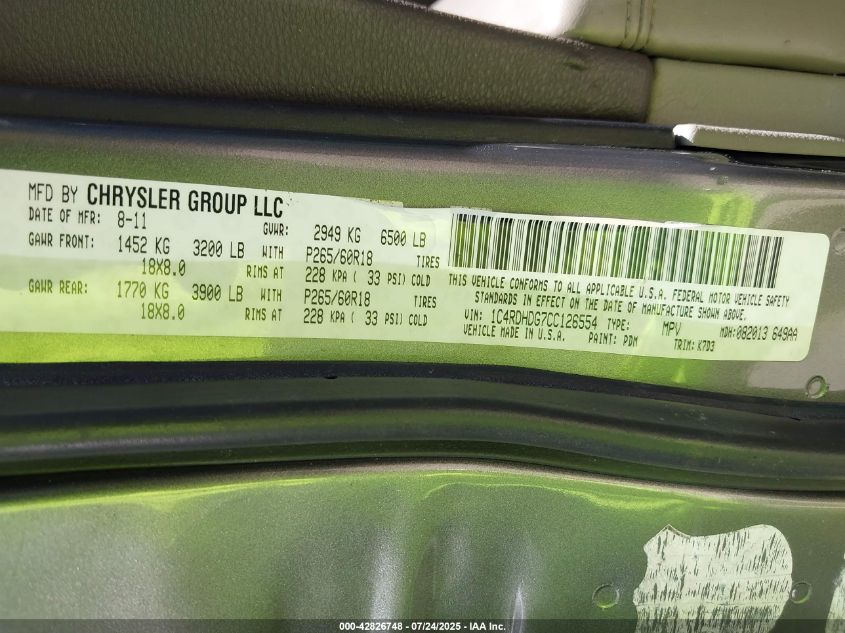 MFD BY CHRYSLER GROUP LLC
DATE OF MFR: 8-11 GVWR: 2949 KG 6500 LB
GAWR FRONT: 1452 KG 3200 LB WITH P265/60R18 TIRES
18X8.0 RIMS AT 228 KPA ( 33 PSI) COLD
GAWR REAR: 1770 KG 3900 LB WITH P265/60R18 TIRES
18X8.0 RIMS AT 228 KPA ( 33 PSI) COLD
THIS VEHICLE CONFORMS TO ALL APPLICABLE U.S.A. FEDERAL MOTOR VEHICLE SAFETY
STANDARDS IN EFFECT ON THE DATE OF MANUFACTURE SHOWN ABOVE.
VIN: 1C4RDHDG7CC126554 TYPE: MPV MDH:082013 649AA
VEHICLE MADE IN U.S.A. PAINT: PDM TRIM: K7D3
000-42826748 - 07/24/2025 - IAA Inc.